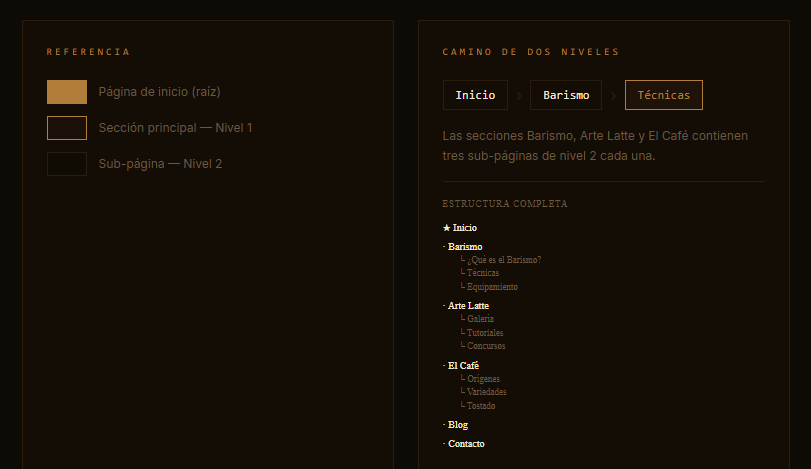 REFERENCIA
Página de inicio (raíz)
Sección principal — Nivel 1
Sub-página — Nivel 2
CAMINO DE DOS NIVELES
Inicio › Barismo › Técnicas
Las secciones Barismo, Arte Latte y El Café contienen
tres sub-páginas de nivel 2 cada una.
ESTRUCTURA COMPLETA
★ Inicio
· Barismo
└ ¿Qué es el Barismo?
└ Técnicas
└ Equipamiento
· Arte Latte
└ Galería
└ Tutoriales
└ Concursos
· El Café
└ Orígenes
└ Variedades
└ Tostado
· Blog
· Contacto